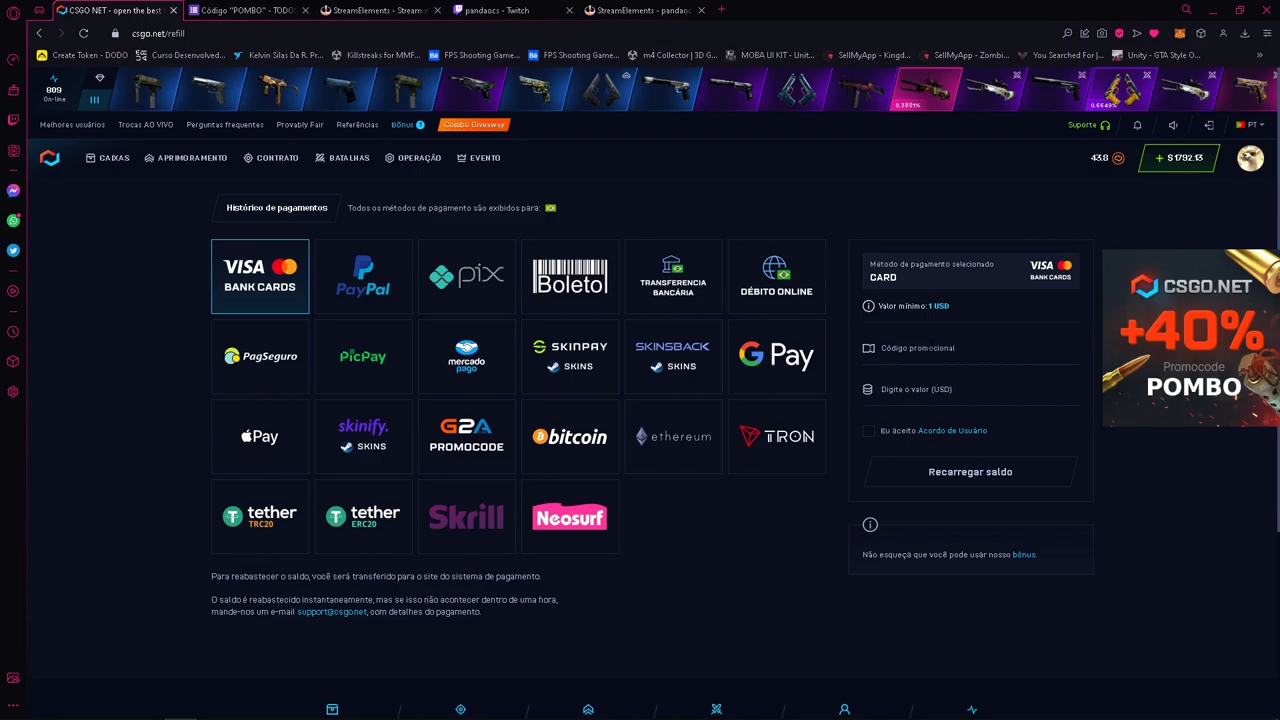 CSGO.NET - open the best
Código "POMBO" - TODO
StreamElements - Stream
pandaocs - Twitch
StreamElements - pandaoc
csgo.net/refill
Create Token - DODO
Curso Desenvolved...
Kelvin Silas Da R. Pr...
Killstreaks for MMF...
FPS Shooting Game...
FPS Shooting Game...
m4 Collector | 3D G...
MOBA UI KIT - Unit...
SellMyApp - Kingd...
SellMyApp - Zombi...
You Searched For |...
Unity - GTA Style O...
809
On-line
0.3881%
0.6649%
Melhores usuários
Trocas AO VIVO
Perguntas frequentes
Provably Fair
Referências
Bônus
Combo Giveaway
Suporte
PT
CAIXAS
APRIMORAMENTO
CONTRATO
BATALHAS
OPERAÇÃO
EVENTO
43.8
+ $ 1792.13
Histórico de pagamentos
Todos os métodos de pagamento são exibidos para:
VISA
BANK CARDS
PayPal
pix
Boleto
TRANSFERENCIA
BANCÁRIA
DÉBITO ONLINE
PagSeguro
PicPay
mercado
pago
SKINPAY
SKINS
SKINSBACK
SKINS
G Pay
Pay
skinify.
SKINS
G2A
PROMOCODE
bitcoin
ethereum
TRON
tether
TRC20
tether
ERC20
Skrill
Neosurf
Método de pagamento selecionado
CARD
VISA
BANK CARDS
Valor mínimo: 1 USD
Código promocional
Digite o valor (USD)
Eu aceito Acordo de Usuário
Recarregar saldo
Não esqueça que você pode usar nosso bônus.
CSGO.NET
+40%
Promocode
POMBO
Para reabastecer o saldo, você será transferido para o site do sistema de pagamento.
O saldo é reabastecido instantaneamente, mas se isso não acontecer dentro de uma hora,
mande-nos um e-mail support@csgo.net, com detalhes do pagamento.